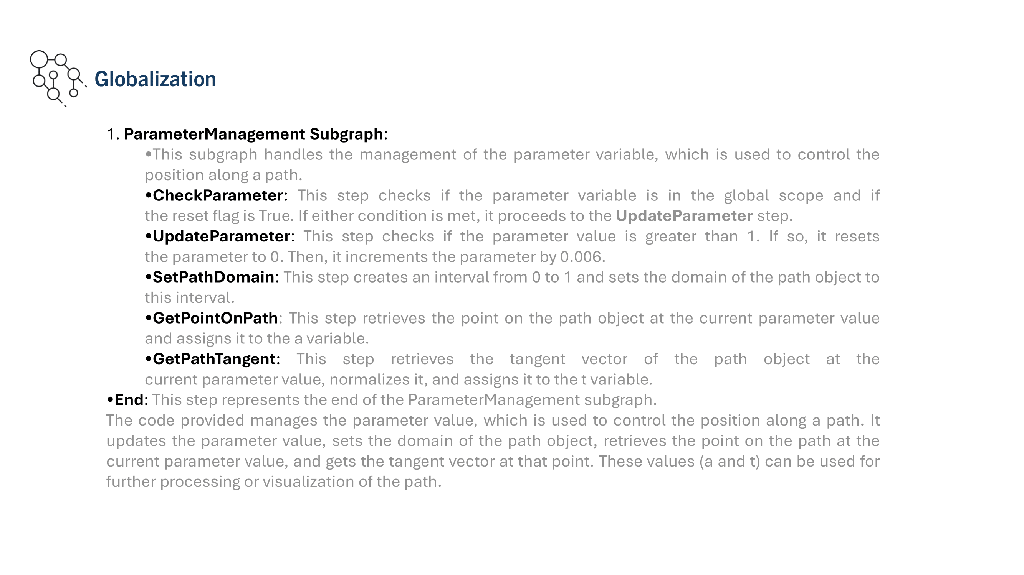 Globalization
1. ParameterManagement Subgraph:
•This subgraph handles the management of the parameter variable, which is used to control the
position along a path.
•CheckParameter: This step checks if the parameter variable is in the global scope and if
the reset flag is True. If either condition is met, it proceeds to the UpdateParameter step.
•UpdateParameter: This step checks if the parameter value is greater than 1. If so, it resets
the parameter to 0. Then, it increments the parameter by 0.006.
•SetPathDomain: This step creates an interval from 0 to 1 and sets the domain of the path object to
this interval.
•GetPointOnPath: This step retrieves the point on the path object at the current parameter value
and assigns it to the a variable.
•GetPathTangent: This step retrieves the tangent vector of the path object at the
current parameter value, normalizes it, and assigns it to the t variable.
•End: This step represents the end of the ParameterManagement subgraph.
The code provided manages the parameter value, which is used to control the position along a path. It
updates the parameter value, sets the domain of the path object, retrieves the point on the path at the
current parameter value, and gets the tangent vector at that point. These values (a and t) can be used for
further processing or visualization of the path.